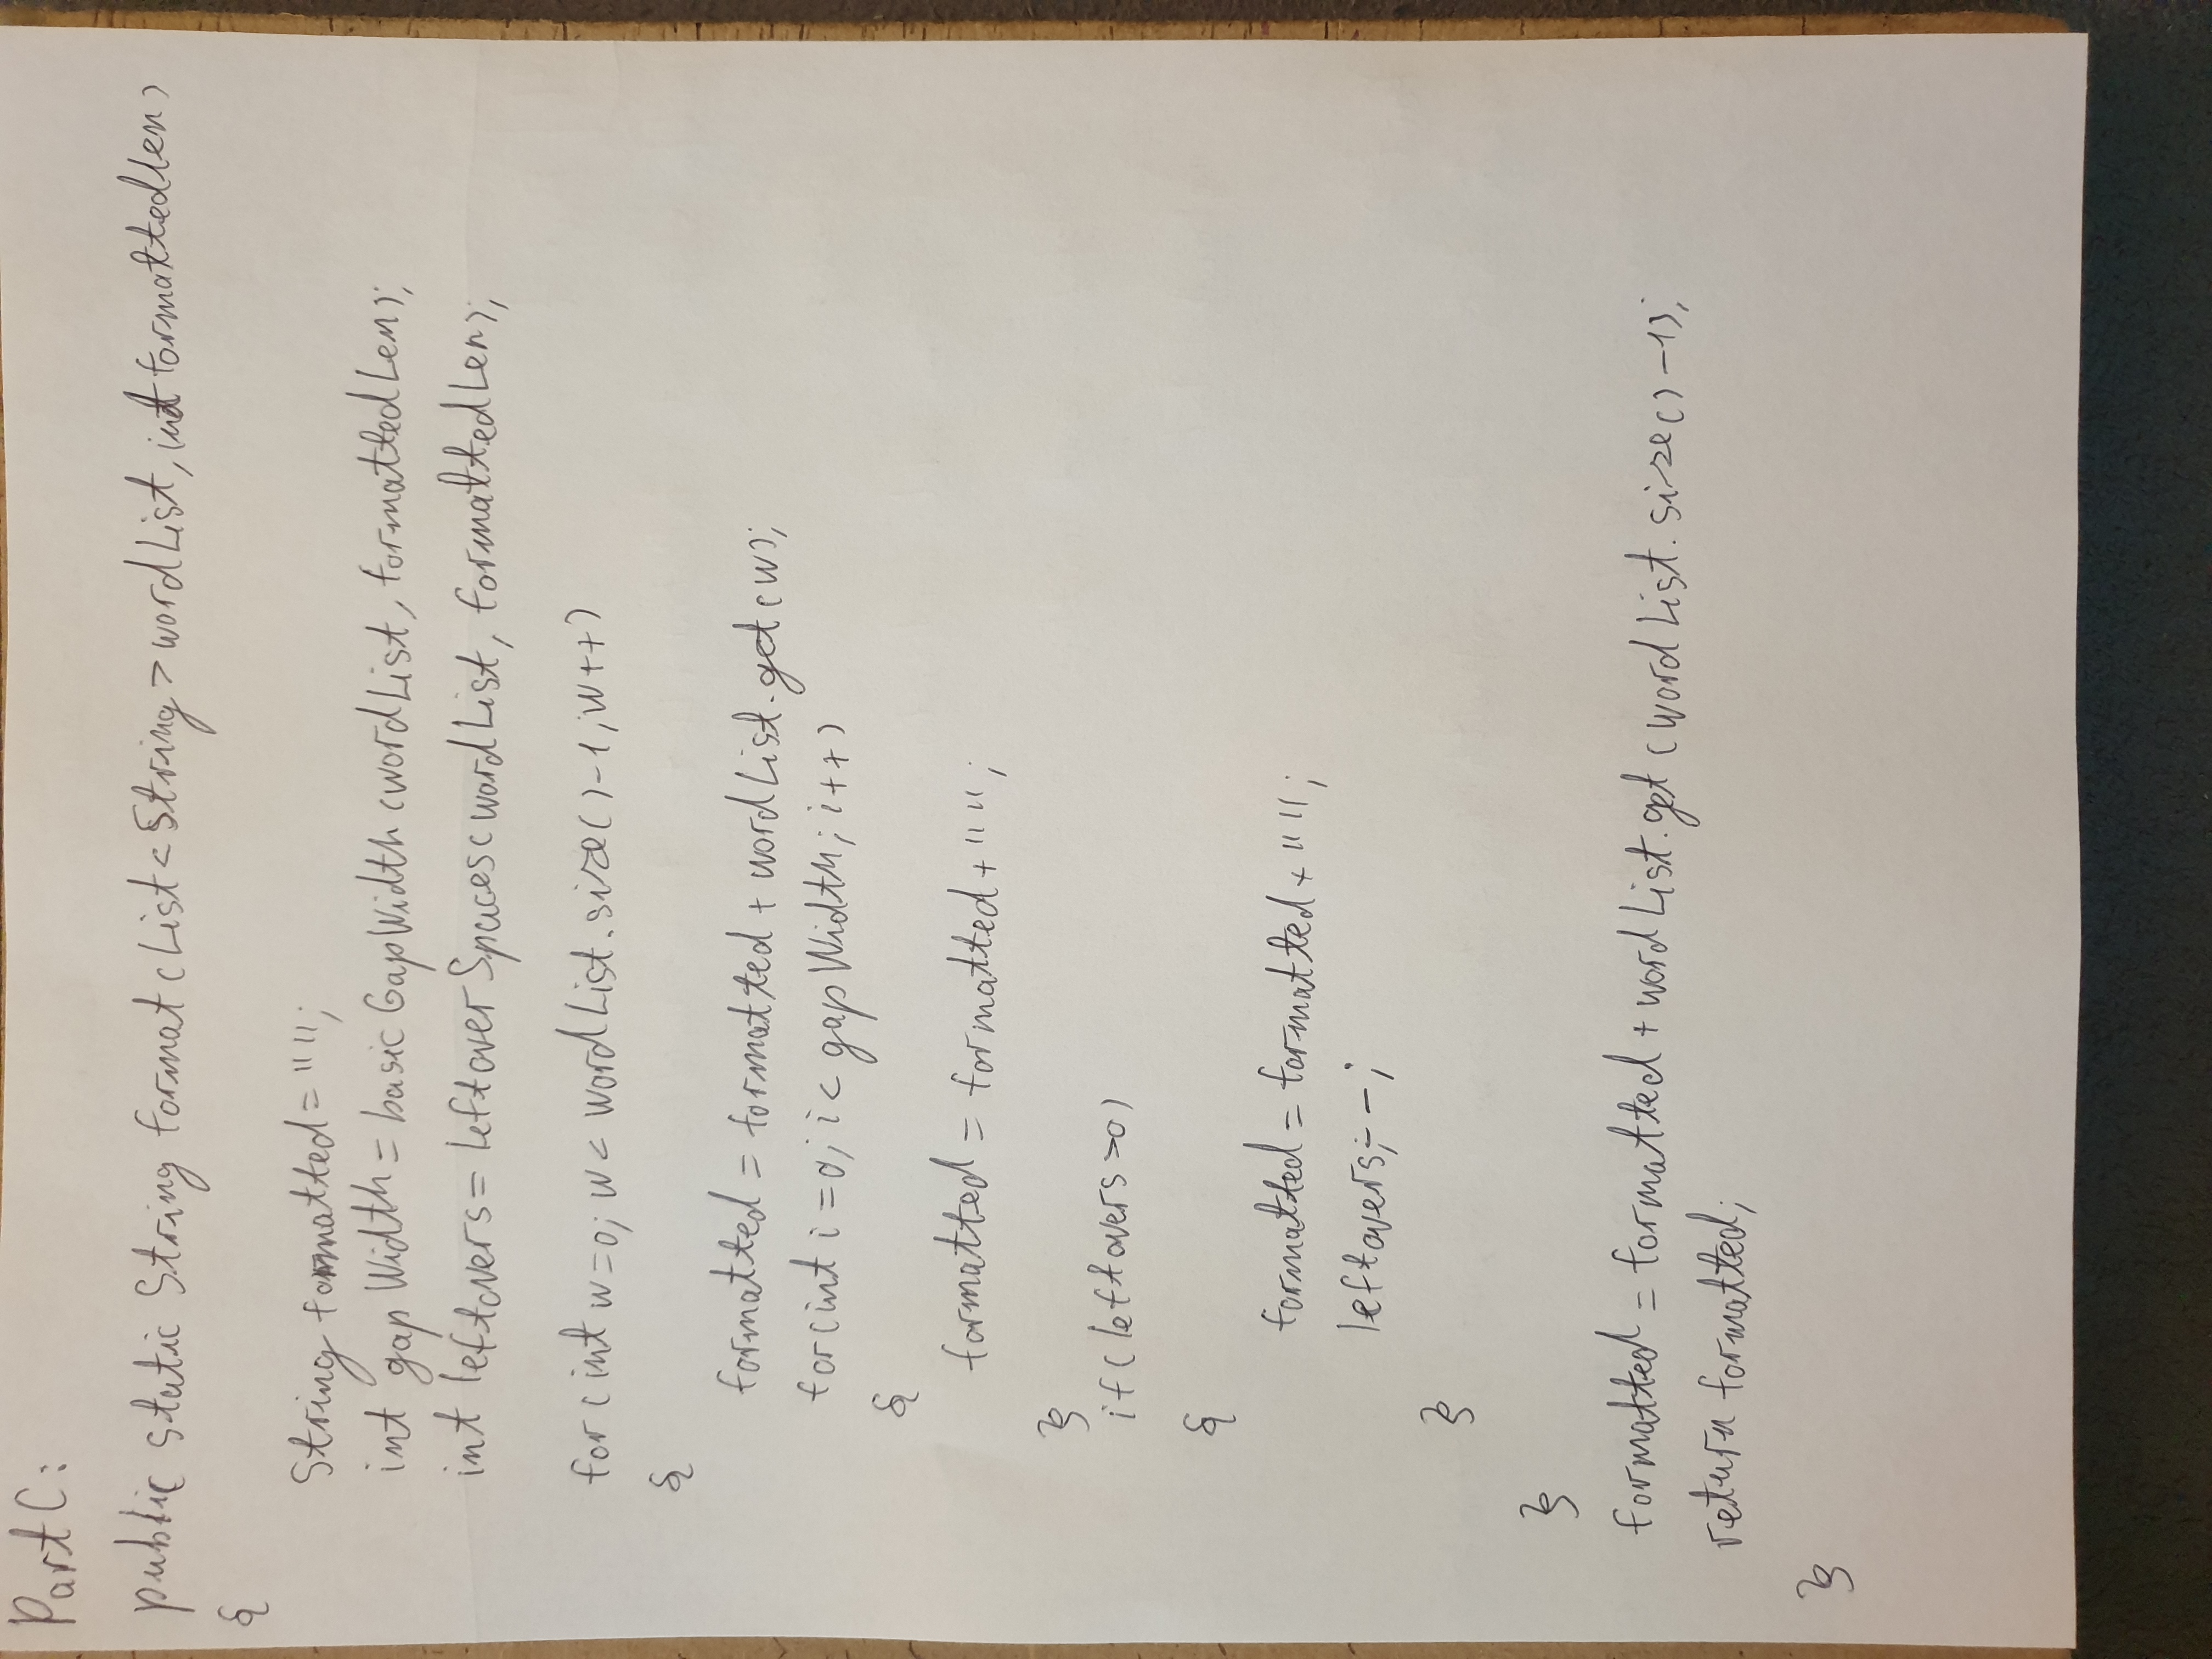 Part C:
public static String format (List < String > wordList, int formattedlen)
{
String formatted = "";
int gapWidth = basicGapWidth (wordList, formattedLen);
int leftovers = leftoverSpaces (wordList, formattedLen);
for (int w=0; w < wordList.size()-1; w++)
{
formatted = formatted + wordList.get(w);
for(int i=0; i < gapWidth; i++)
{
formatted = formatted + " ";
}
if (leftovers >0)
{
formatted = formatted + " ";
leftovers;--;
}
}
formatted = formatted + wordList.get (wordList.size() -1);
return formatted;
}